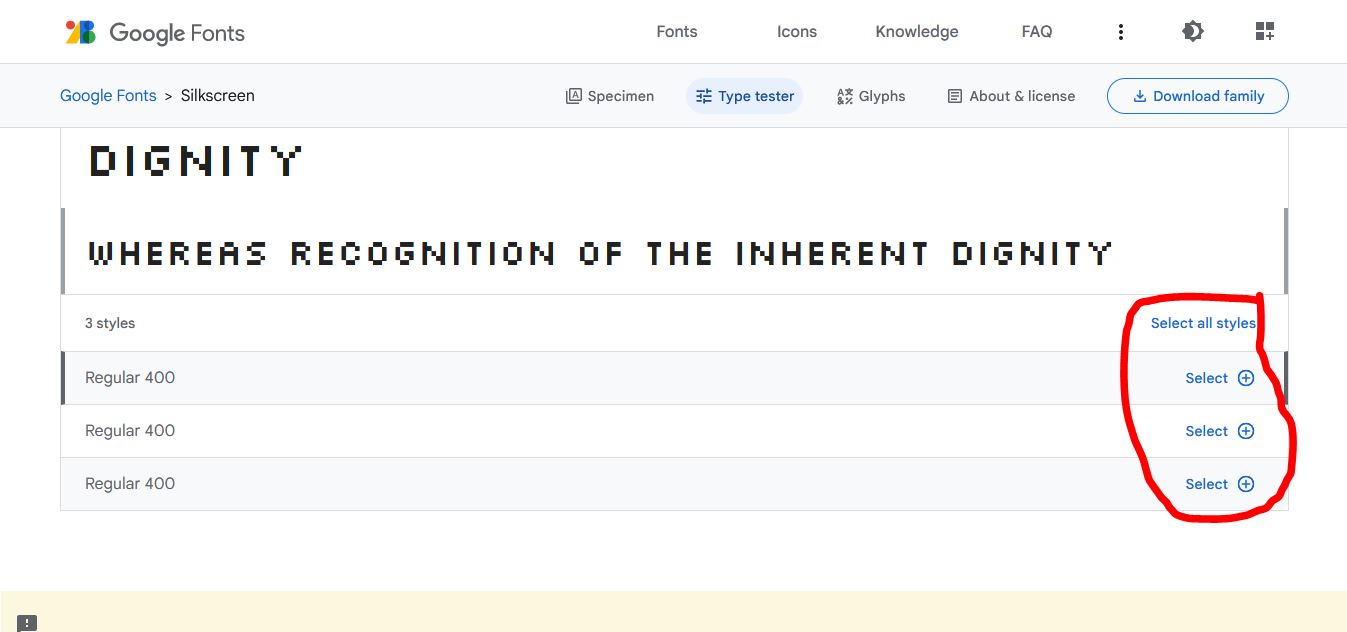 Google Fonts
Fonts Icons Knowledge FAQ
Google Fonts > Silkscreen
Specimen Type tester Glyphs About & license Download family
DIGNITY
WHEREAS RECOGNITION OF THE INHERENT DIGNITY
3 styles Select all styles
Regular 400 Select
Regular 400 Select
Regular 400 Select